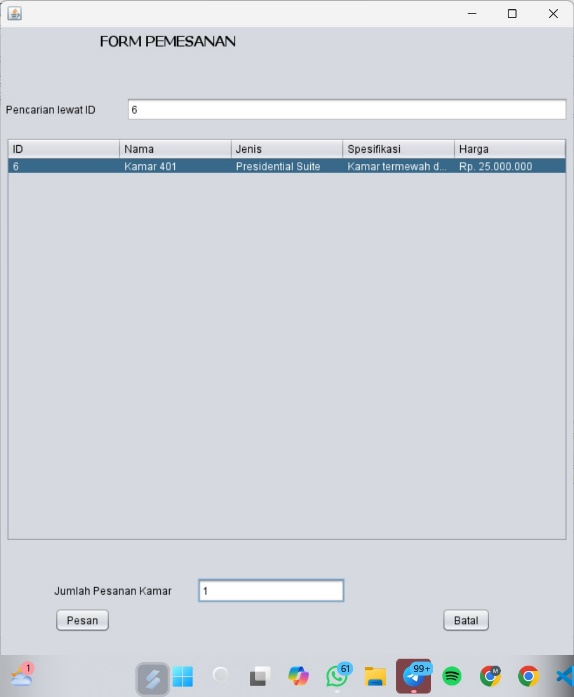 FORM PEMESANAN
Pencarian lewat ID 6
ID Nama Jenis Spesifikasi Harga
6 Kamar 401 Presidential Suite Kamar termewah d... Rp. 25.000.000
Jumlah Pesanan Kamar 1
Pesan Batal
1 61 99+ M